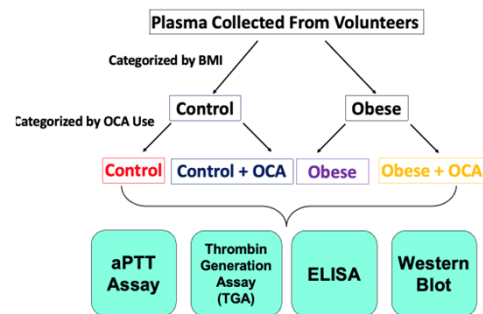 Plasma Collected From Volunteers
Categorized by BMI
Control
Obese
Categorized by OCA Use
Control
Control + OCA
Obese
Obese + OCA
aPTT
Assay
Thrombin
Generation
Assay
(TGA)
ELISA
Western
Blot